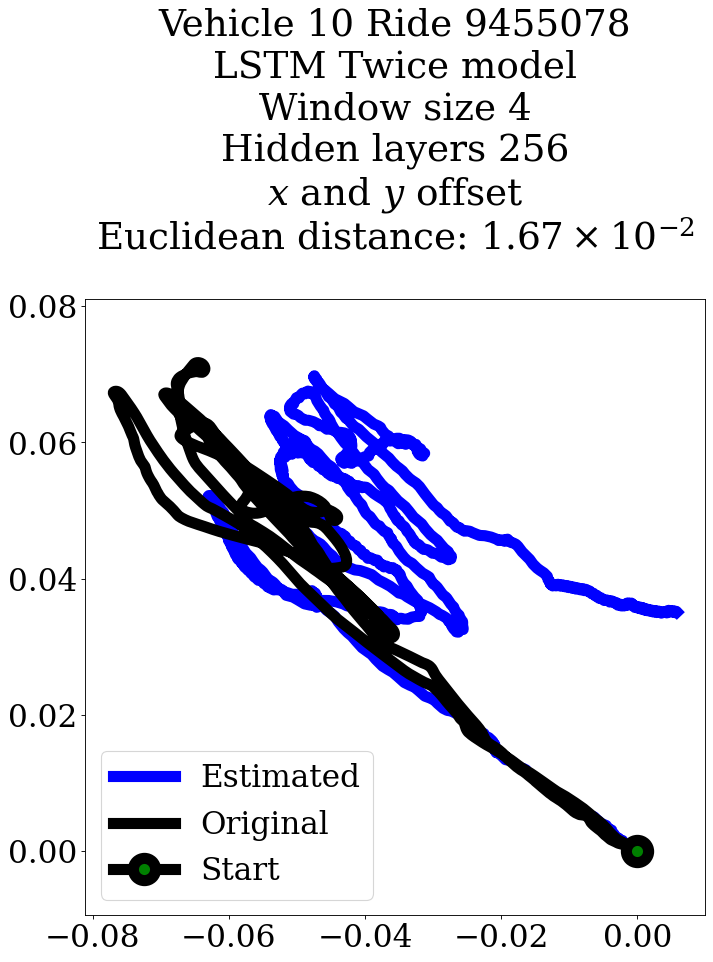 Vehicle 10 Ride 9455078
LSTM Twice model
Window size 4
Hidden layers 256
x and y offset
Euclidean distance: 1.67 × 10⁻²
0.08
0.06
0.04
0.02
0.00
Estimated
Original
Start
−0.08 −0.06 −0.04 −0.02 0.00